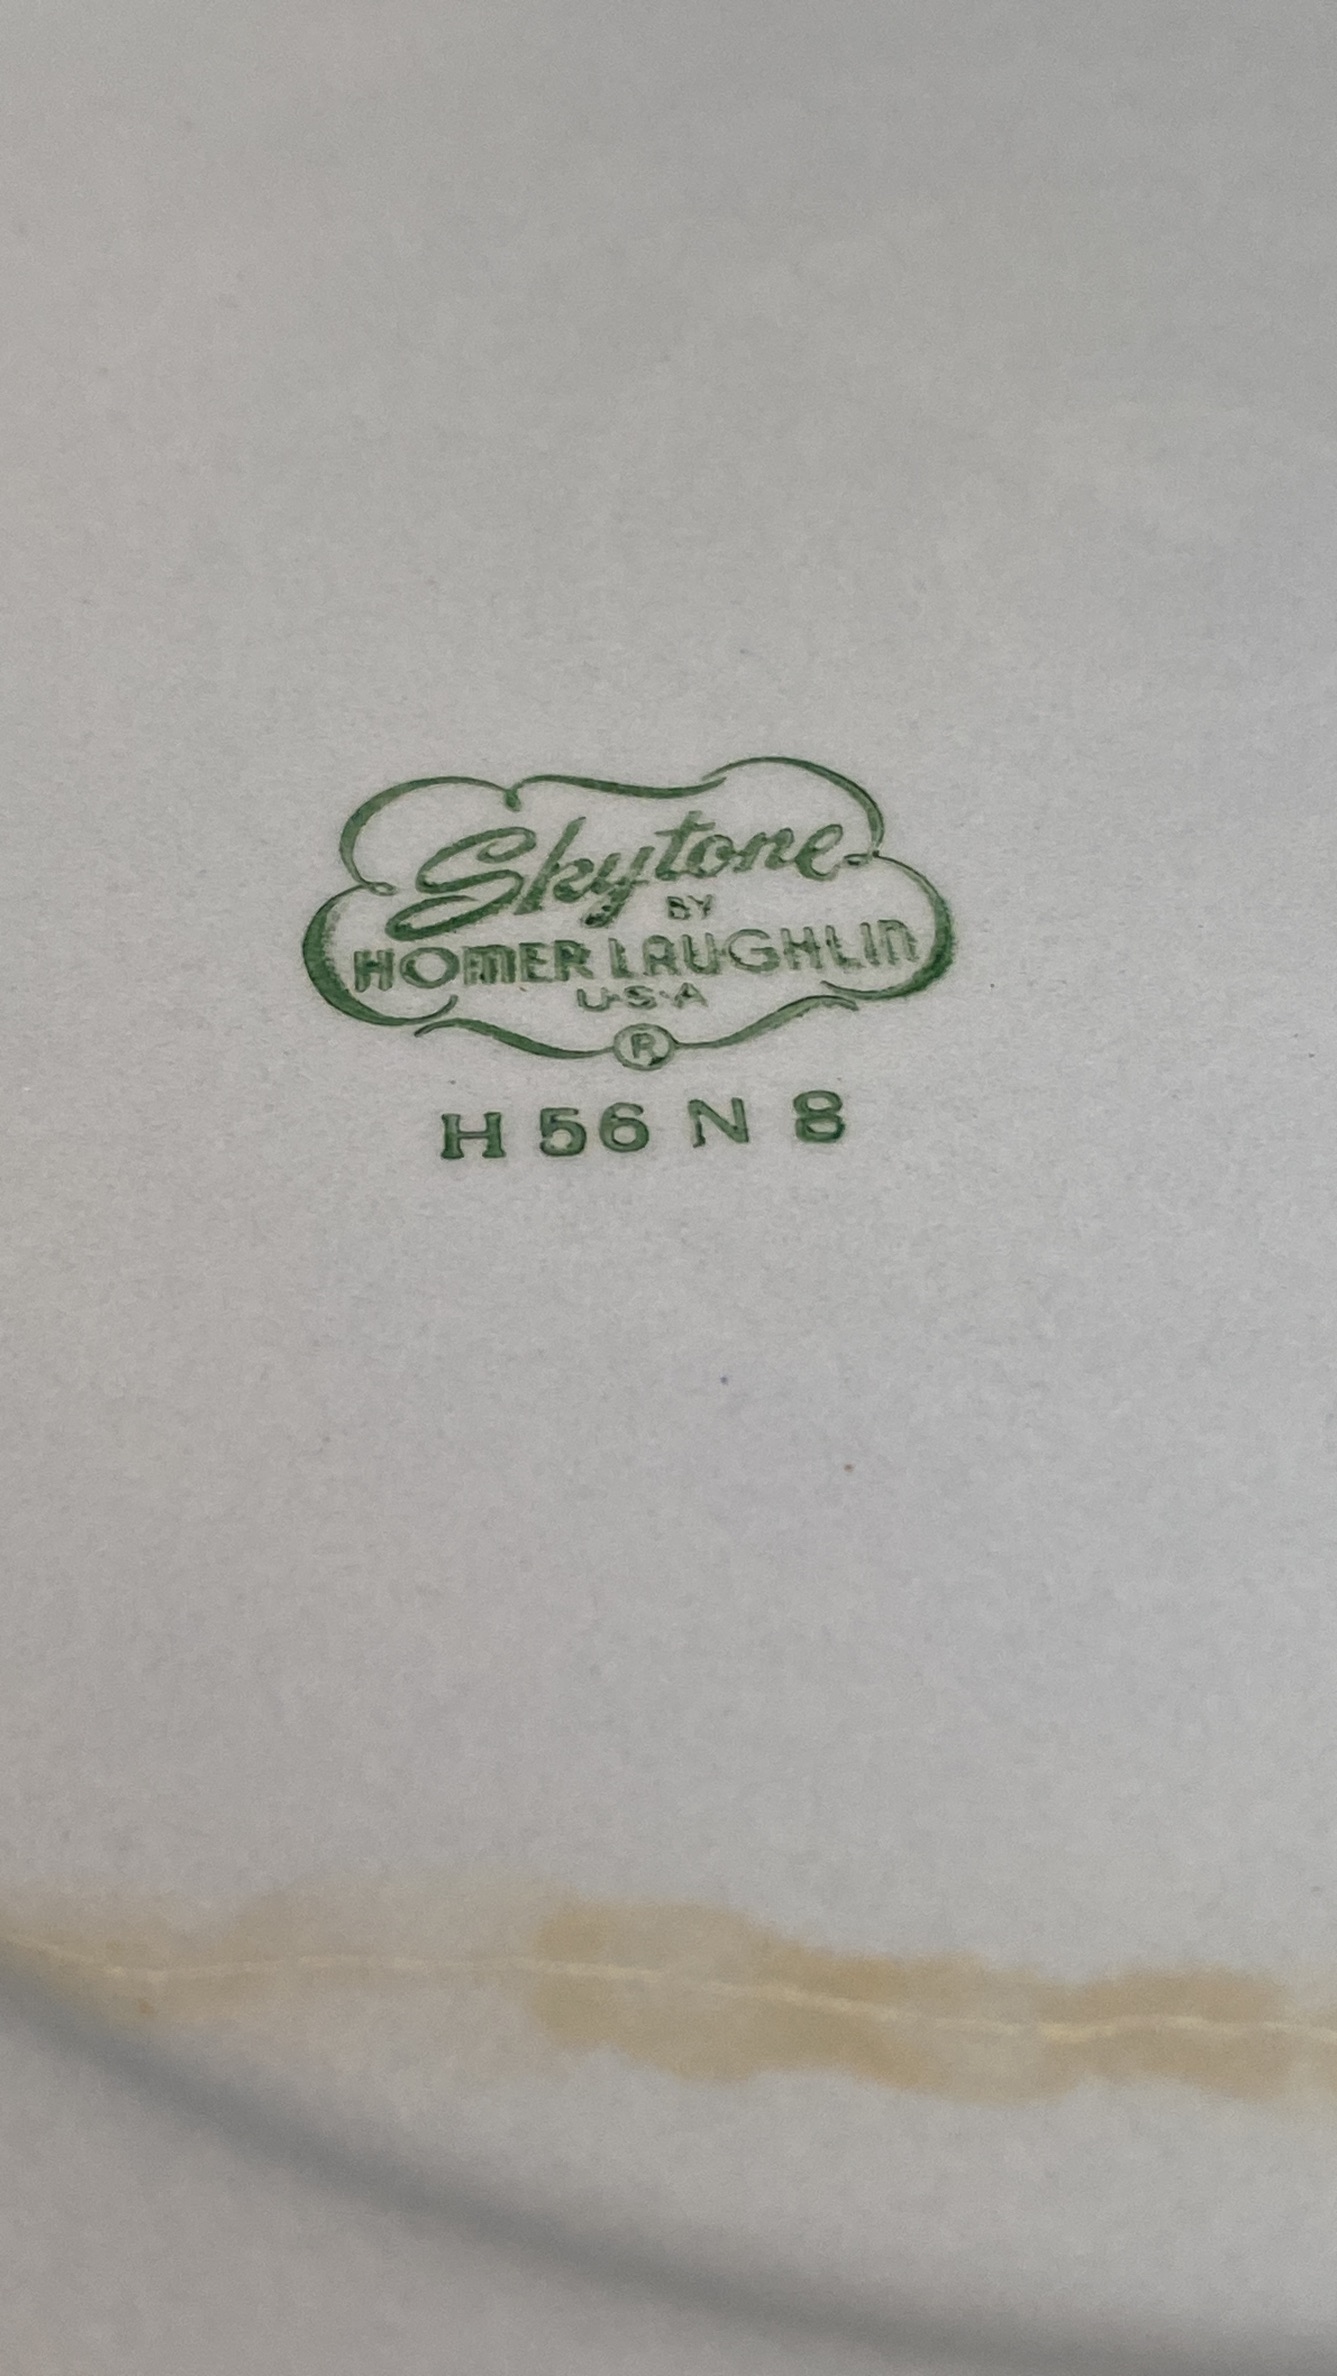 Skytone
BY
HOMER LAUGHLIN
U·S·A
®
H 56 N 8